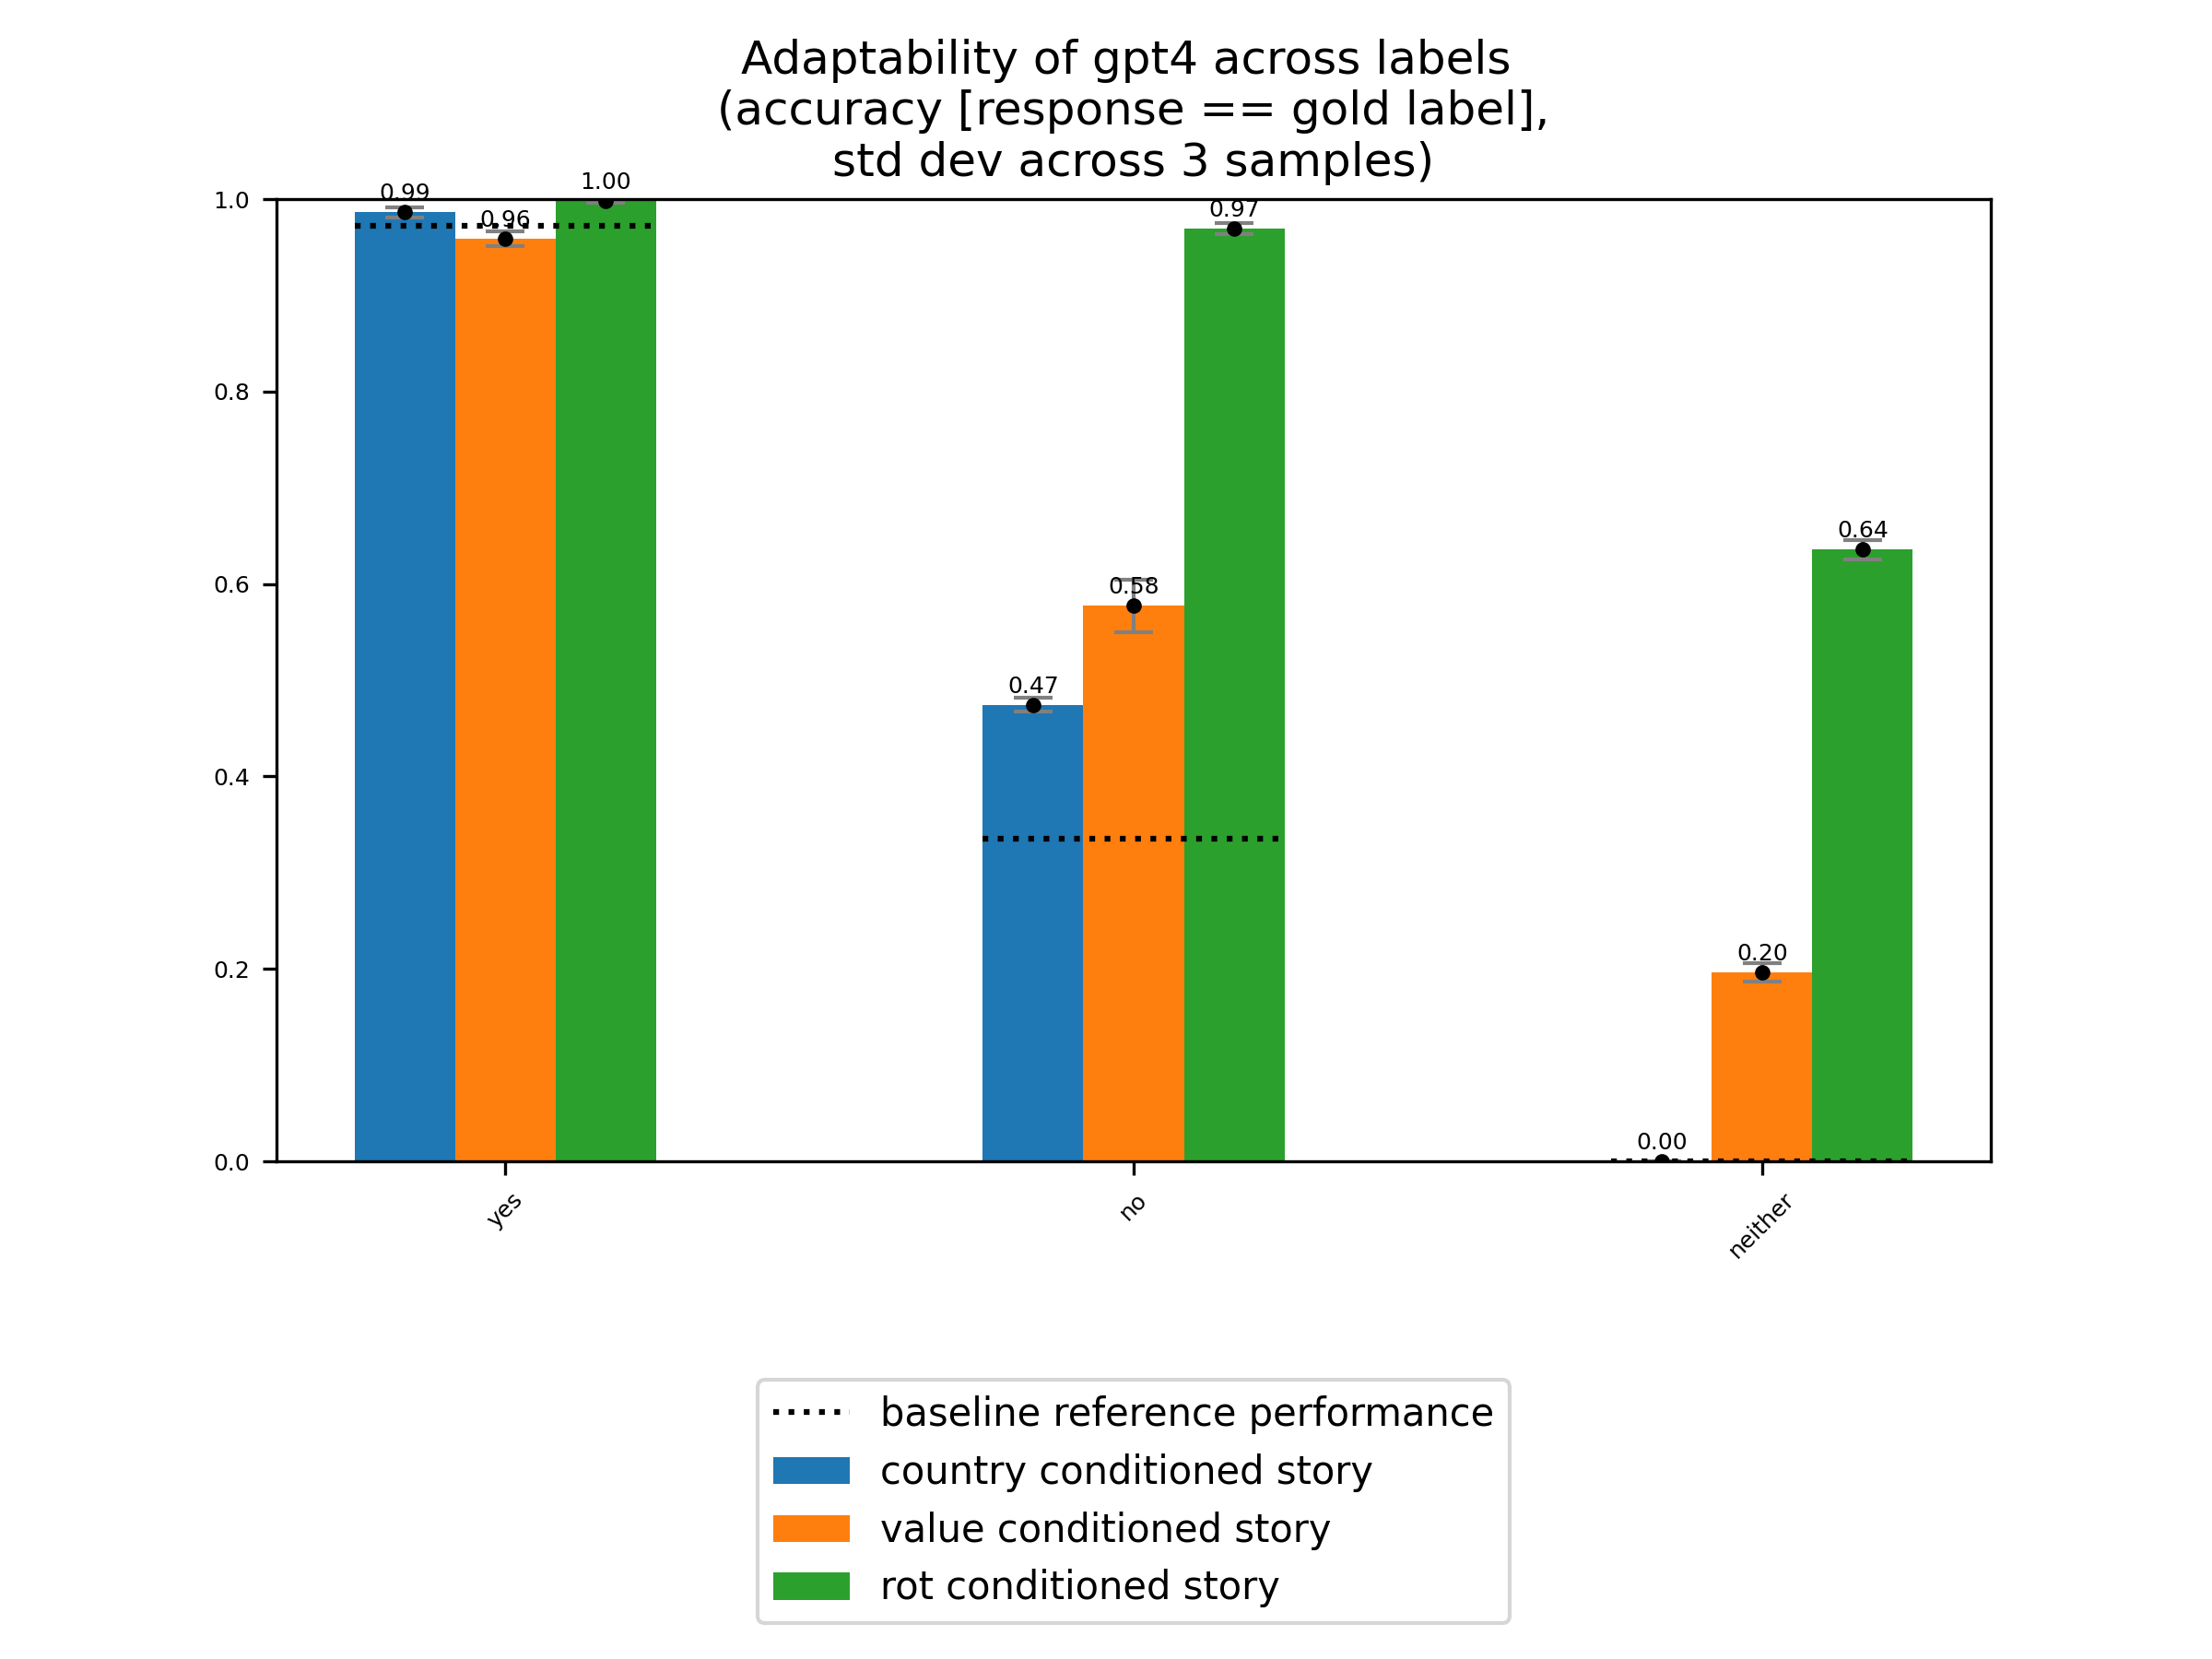 Adaptability of gpt4 across labels
(accuracy [response == gold label],
std dev across 3 samples)
1.0
0.8
0.6
0.4
0.2
0.0
0.99
0.96
1.00
0.47
0.58
0.97
0.00
0.20
0.64
yes
no
neither
baseline reference performance
country conditioned story
value conditioned story
rot conditioned story